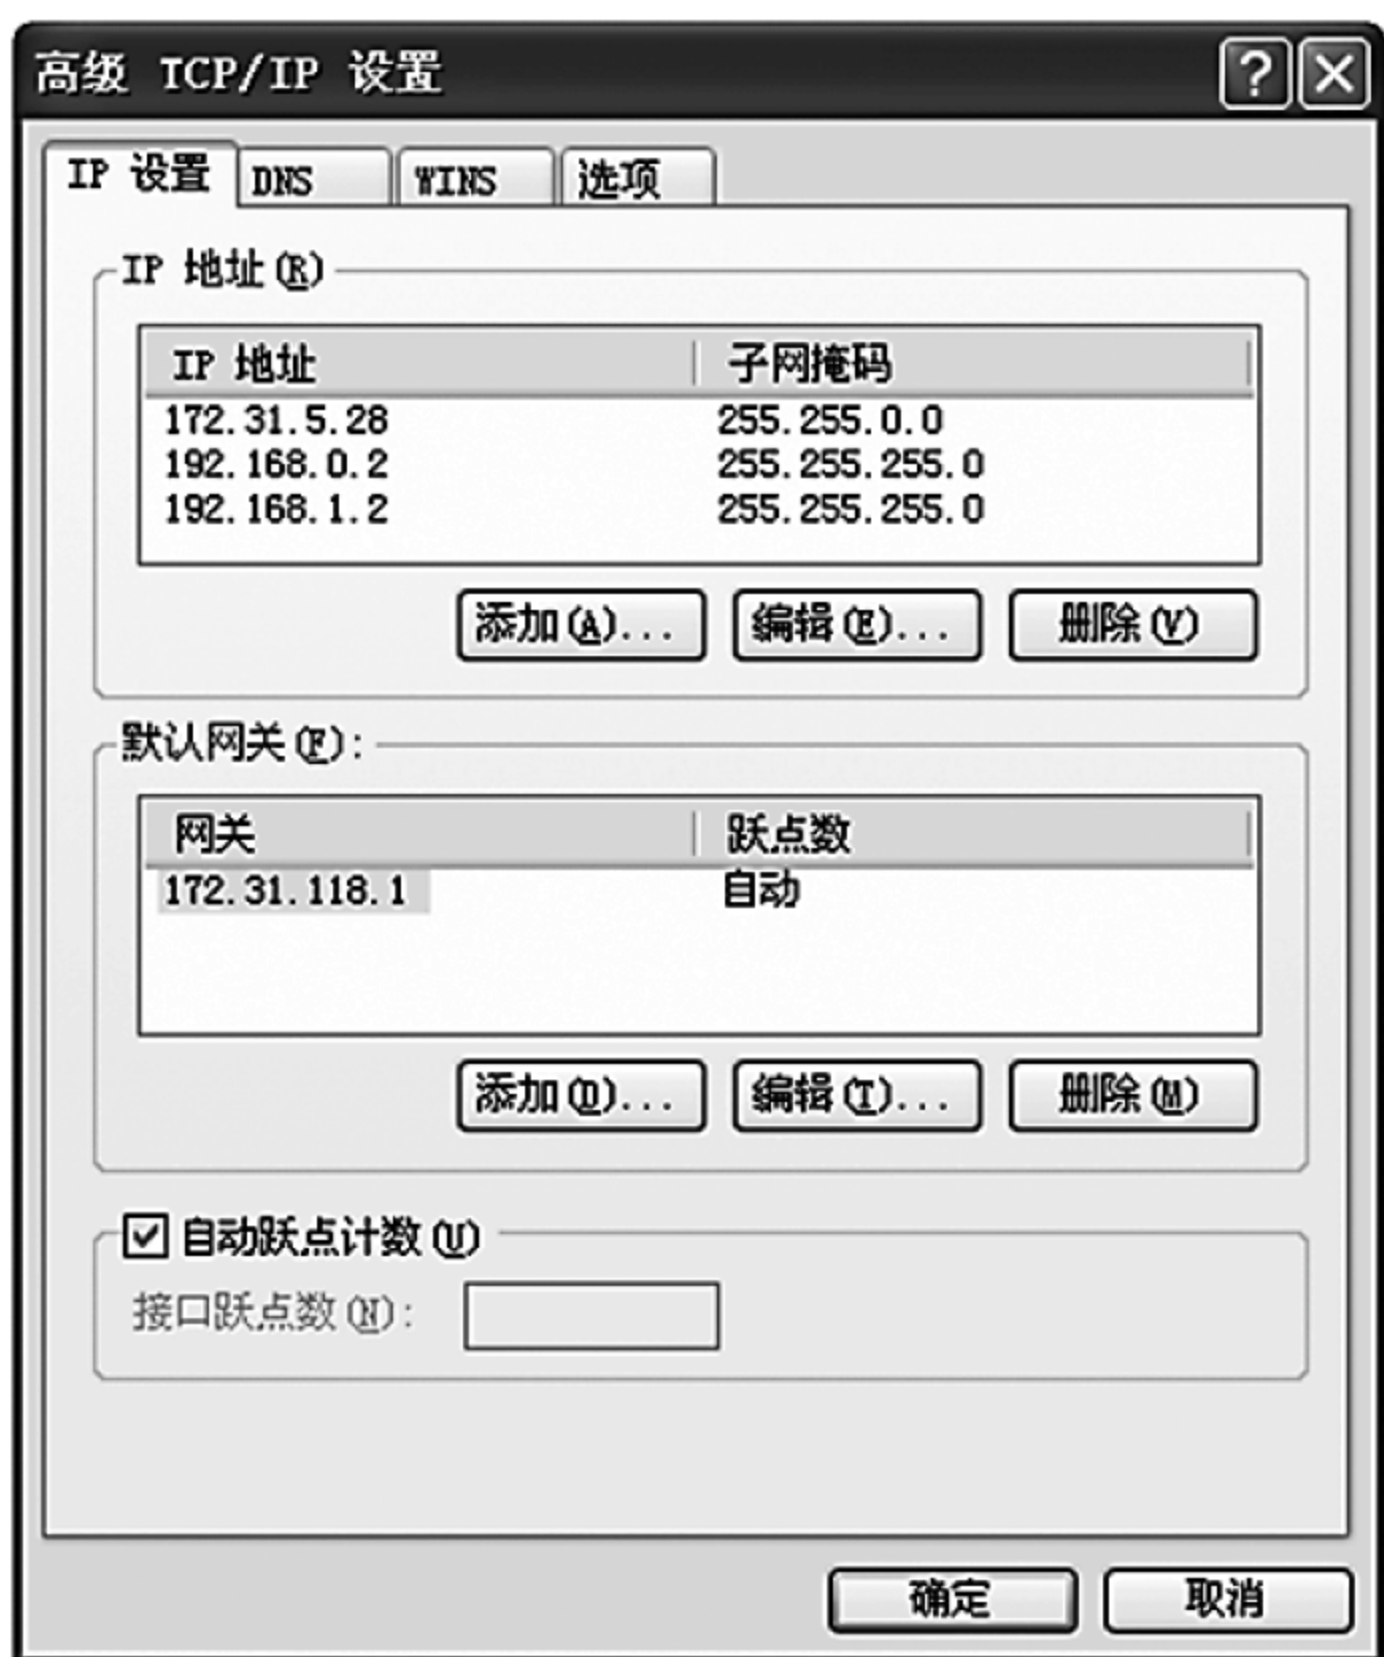 高级 TCP/IP 设置
IP 设置 DNS WINS 选项
IP 地址(R)
IP 地址 子网掩码
172.31.5.28 255.255.0.0
192.168.0.2 255.255.255.0
192.168.1.2 255.255.255.0
添加(A)... 编辑(E)... 删除(V)
默认网关(F):
网关 跃点数
172.31.118.1 自动
添加(D)... 编辑(T)... 删除(M)
自动跃点计数(U)
接口跃点数(N):
确定 取消